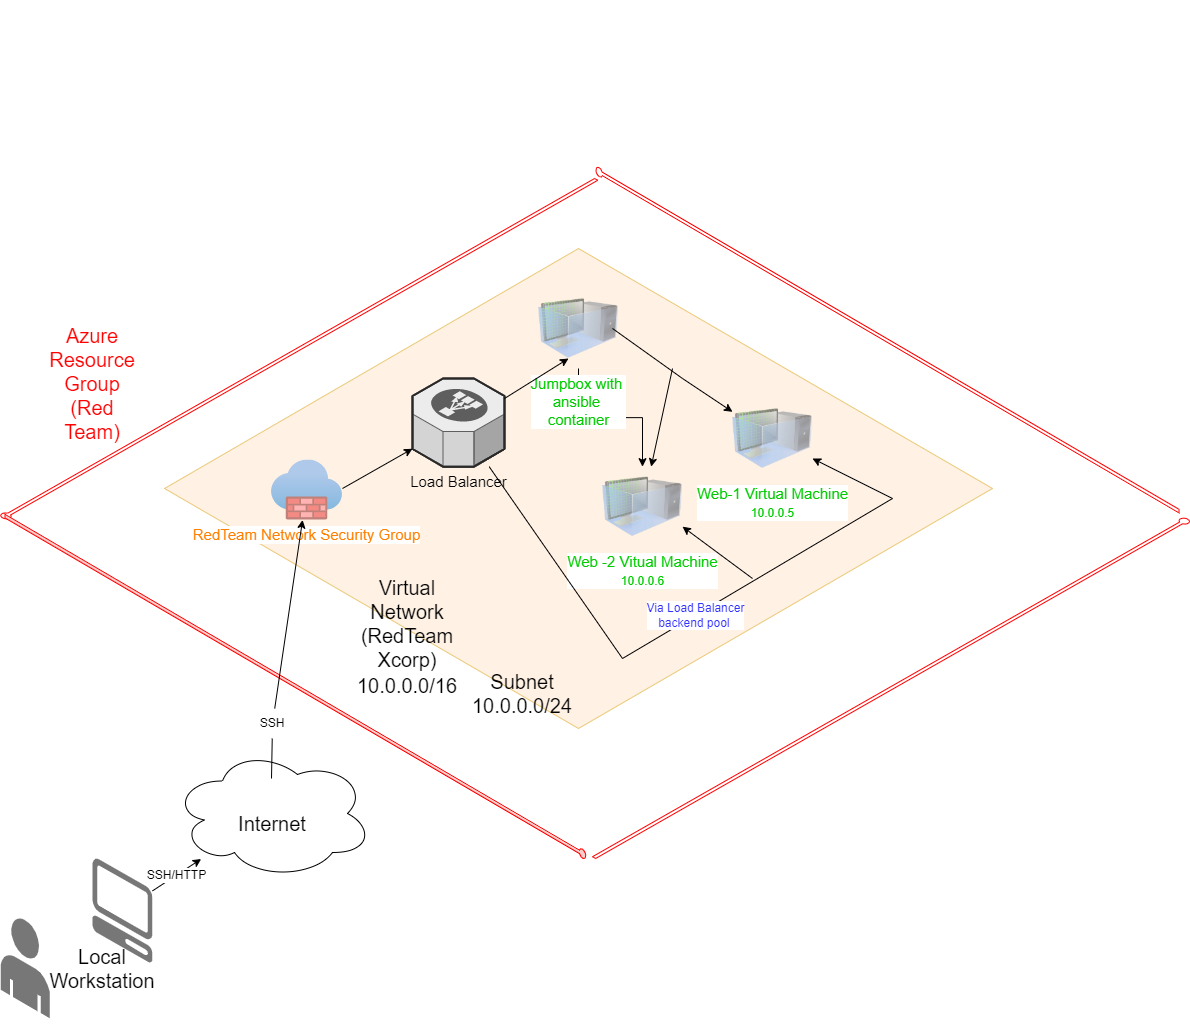 Azure
Resource
Group
(Red
Team)
Jumpbox with
ansible
container
Load Balancer
Web-1 Virtual Machine
10.0.0.5
RedTeam Network Security Group
Web -2 Vitual Machine
10.0.0.6
Via Load Balancer
backend pool
Virtual
Network
(RedTeam
Xcorp)
10.0.0.0/16
Subnet
10.0.0.0/24
SSH
Internet
SSH/HTTP
Local
Workstation